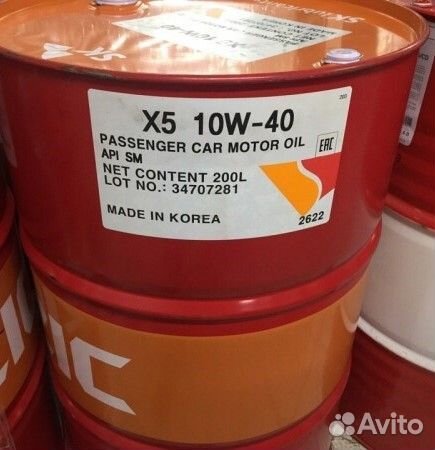 X5 10W-40
PASSENGER CAR MOTOR OIL
API SM
EAC
NET CONTENT 200L
LOT NO.: 34707281
MADE IN KOREA
2622
Avito